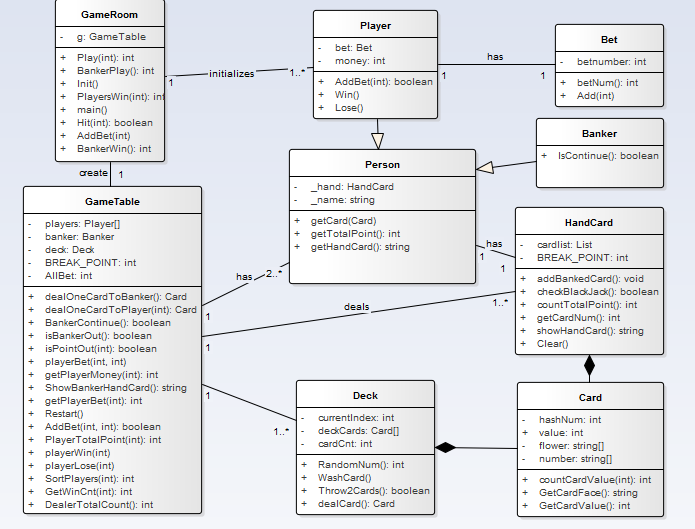 GameRoom
- g: GameTable
+ Play(int): int
+ BankerPlay(): int
+ Init()
+ PlayersWin(int): int
+ main()
+ Hit(int): boolean
+ AddBet(int)
+ BankerWin(): int
1
initializes
1..*
Player
- bet: Bet
- money: int
+ AddBet(int): boolean
+ Win()
+ Lose()
1
has
1
Bet
- betnumber: int
+ betNum(): int
+ Add(int)
Banker
+ IsContinue(): boolean
Person
- _hand: HandCard
- _name: string
+ getCard(Card)
+ getTotalPoint(): int
+ getHandCard(): string
create 1
GameTable
- players: Player[]
- banker: Banker
- deck: Deck
- BREAK_POINT: int
- AllBet: int
+ dealOneCardToBanker(): Card
+ dealOneCardToPlayer(int): Card
+ BankerContinue(): boolean
+ isBankerOut(): boolean
+ isPointOut(int): boolean
+ playerBet(int, int)
+ getPlayerMoney(int): int
+ ShowBankerHandCard(): string
+ getPlayerBet(int): int
+ Restart()
+ AddBet(int, int): boolean
+ PlayerTotalPoint(int): int
+ playerWin(int)
+ playerLose(int)
+ SortPlayers(int): int
+ GetWinCnt(int): int
+ DealerTotalCount(): int
has
2..*
1
has
1
1
deals
1..*
1
HandCard
- cardlist: List
- BREAK_POINT: int
+ addBankedCard(): void
+ checkBlackJack(): boolean
+ countTotalPoint(): int
+ getCardNum(): int
+ showHandCard(): string
+ Clear()
1
1..*
Deck
- currentIndex: int
- deckCards: Card[]
- cardCnt: int
+ RandomNum(): int
+ WashCard()
+ Throw2Cards(): boolean
+ dealCard(): Card
Card
- hashNum: int
+ value: int
- flower: string[]
- number: string[]
+ countCardValue(int): int
+ GetCardFace(): string
+ GetCardValue(): int